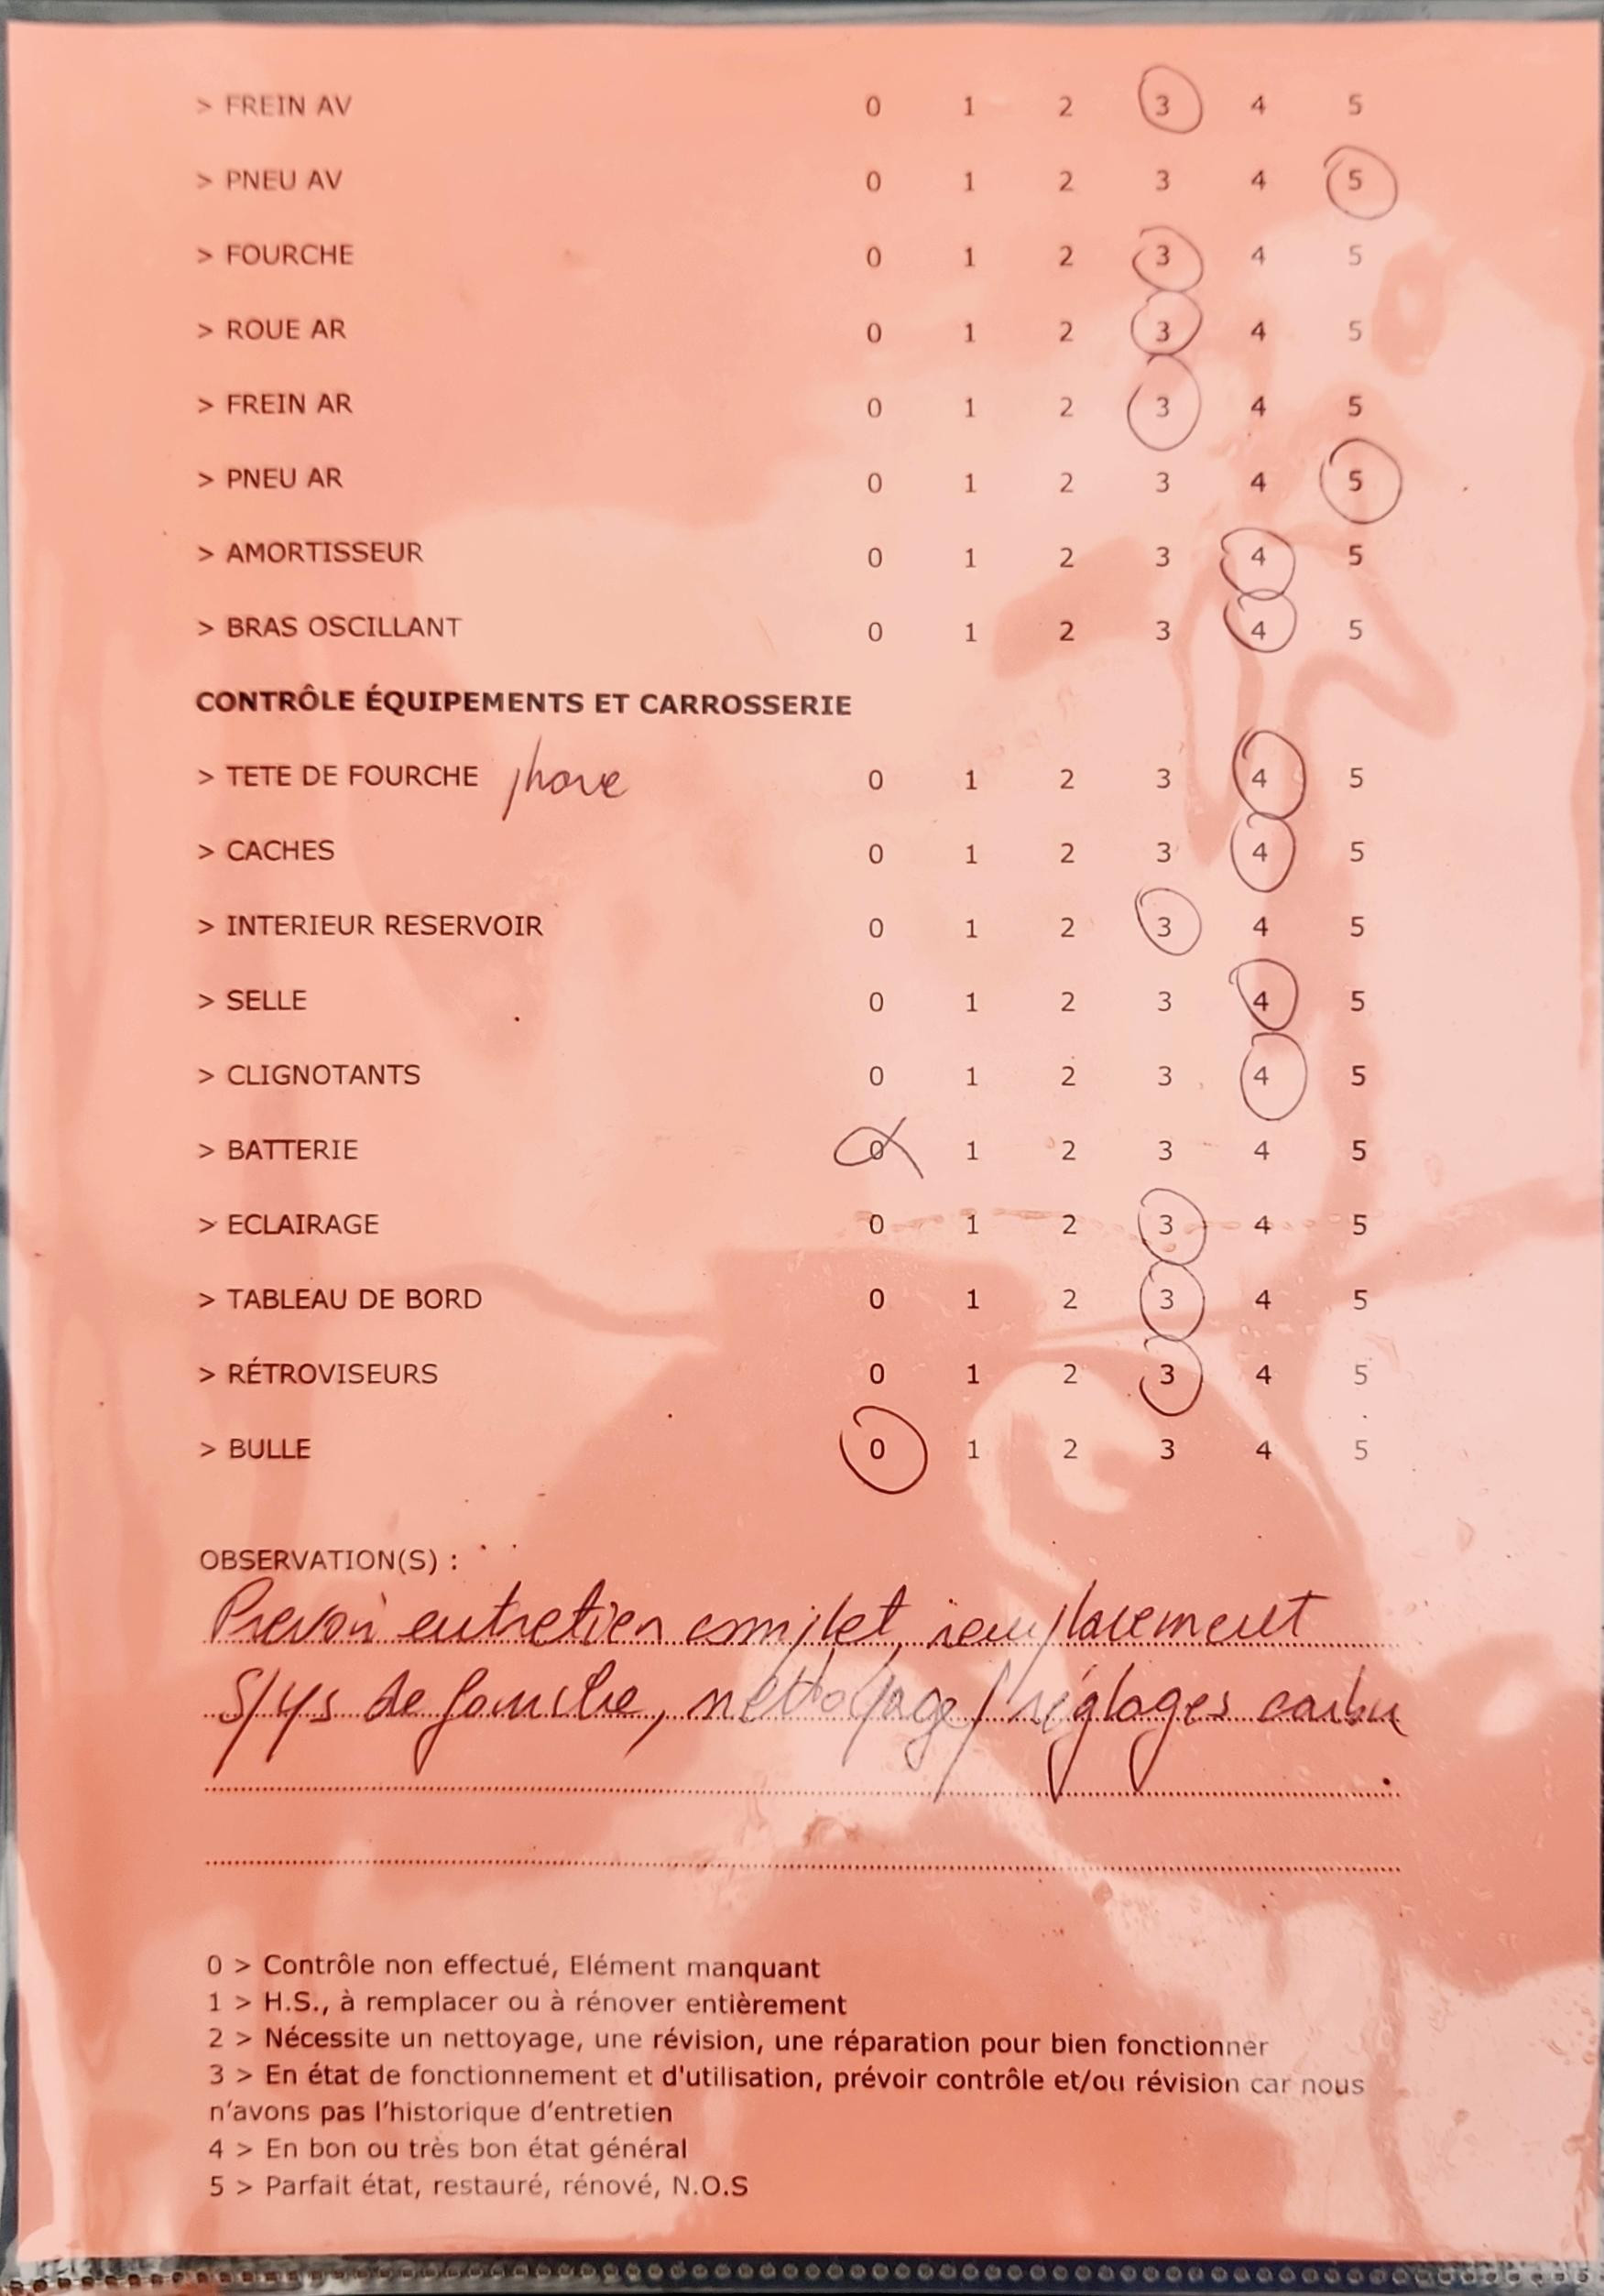 > FREIN AV 0 1 2 3 4 5
> PNEU AV 0 1 2 3 4 5
> FOURCHE 0 1 2 3 4 5
> ROUE AR 0 1 2 3 4 5
> FREIN AR 0 1 2 3 4 5
> PNEU AR 0 1 2 3 4 5
> AMORTISSEUR 0 1 2 3 4 5
> BRAS OSCILLANT 0 1 2 3 4 5
CONTRÔLE ÉQUIPEMENTS ET CARROSSERIE
> TETE DE FOURCHE phare 0 1 2 3 4 5
> CACHES 0 1 2 3 4 5
> INTERIEUR RESERVOIR 0 1 2 3 4 5
> SELLE 0 1 2 3 4 5
> CLIGNOTANTS 0 1 2 3 4 5
> BATTERIE 0 1 2 3 4 5
> ECLAIRAGE 0 1 2 3 4 5
> TABLEAU DE BORD 0 1 2 3 4 5
> RÉTROVISEURS 0 1 2 3 4 5
> BULLE 0 1 2 3 4 5
OBSERVATION(S) :
Prevoir entretien complet, remplacement
de fourche, nettoyage / réglages carbu
0 > Contrôle non effectué, Elément manquant
1 > H.S., à remplacer ou à rénover entièrement
2 > Nécessite un nettoyage, une révision, une réparation pour bien fonctionner
3 > En état de fonctionnement et d'utilisation, prévoir contrôle et/ou révision car nous
n'avons pas l'historique d'entretien
4 > En bon ou très bon état général
5 > Parfait état, restauré, rénové, N.O.S